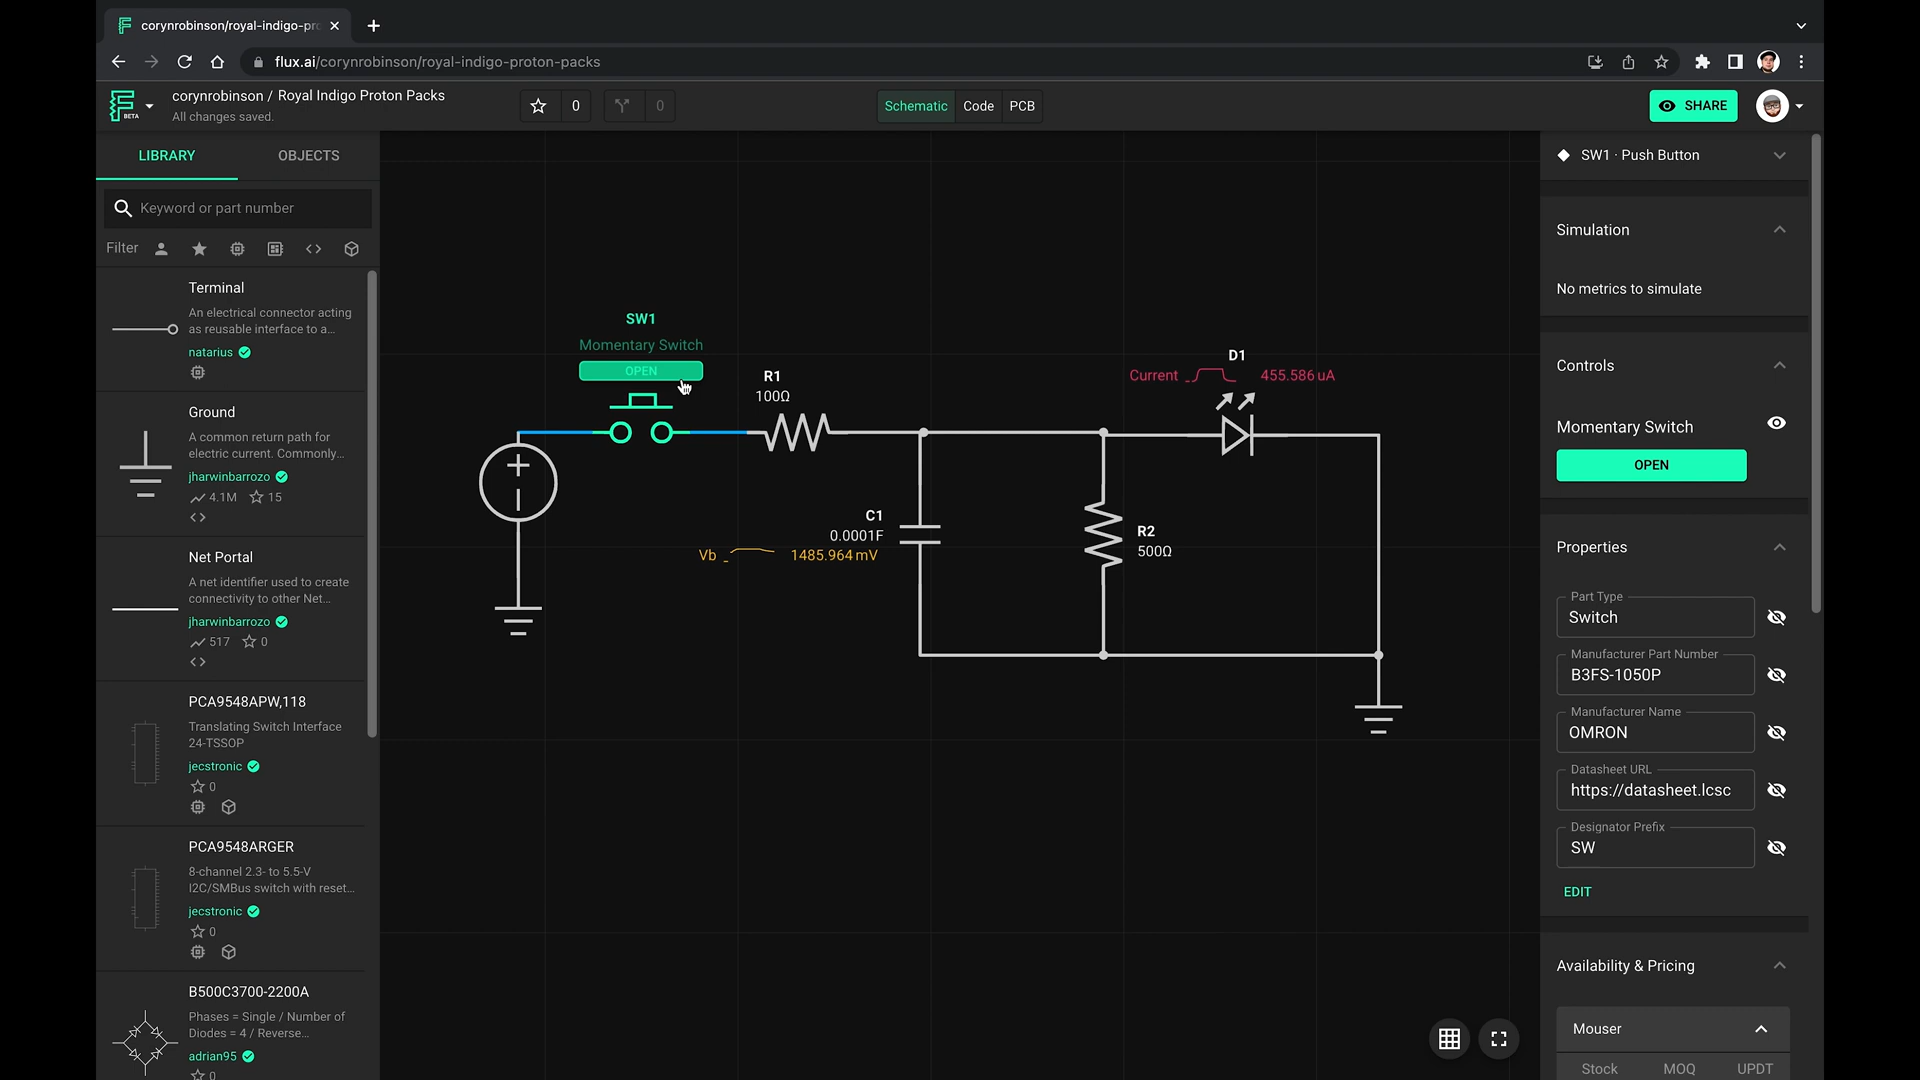 corynrobinson/royal-indigo-pro
flux.ai/corynrobinson/royal-indigo-proton-packs
BETA
corynrobinson / Royal Indigo Proton Packs
All changes saved.
0
0
Schematic
Code
PCB
SHARE
LIBRARY
OBJECTS
Keyword or part number
Filter
Terminal
An electrical connector acting
as reusable interface to a...
natarius
Ground
A common return path for
electric current. Commonly...
jharwinbarrozo
4.1M
15
Net Portal
A net identifier used to create
connectivity to other Net...
jharwinbarrozo
517
0
PCA9548APW,118
Translating Switch Interface
24-TSSOP
jecstronic
0
PCA9548ARGER
8-channel 2.3- to 5.5-V
I2C/SMBus switch with reset...
jecstronic
0
B500C3700-2200A
Phases = Single / Number of
Diodes = 4 / Reverse...
adrian95
0
SW1
Momentary Switch
OPEN
R1
100Ω
D1
Current
455.586 uA
C1
0.0001F
Vb
1485.964 mV
R2
500Ω
SW1 · Push Button
Simulation
No metrics to simulate
Controls
Momentary Switch
OPEN
Properties
Part Type
Switch
Manufacturer Part Number
B3FS-1050P
Manufacturer Name
OMRON
Datasheet URL
https://datasheet.lcsc
Designator Prefix
SW
EDIT
Availability & Pricing
Mouser
Stock
MOQ
UPDT